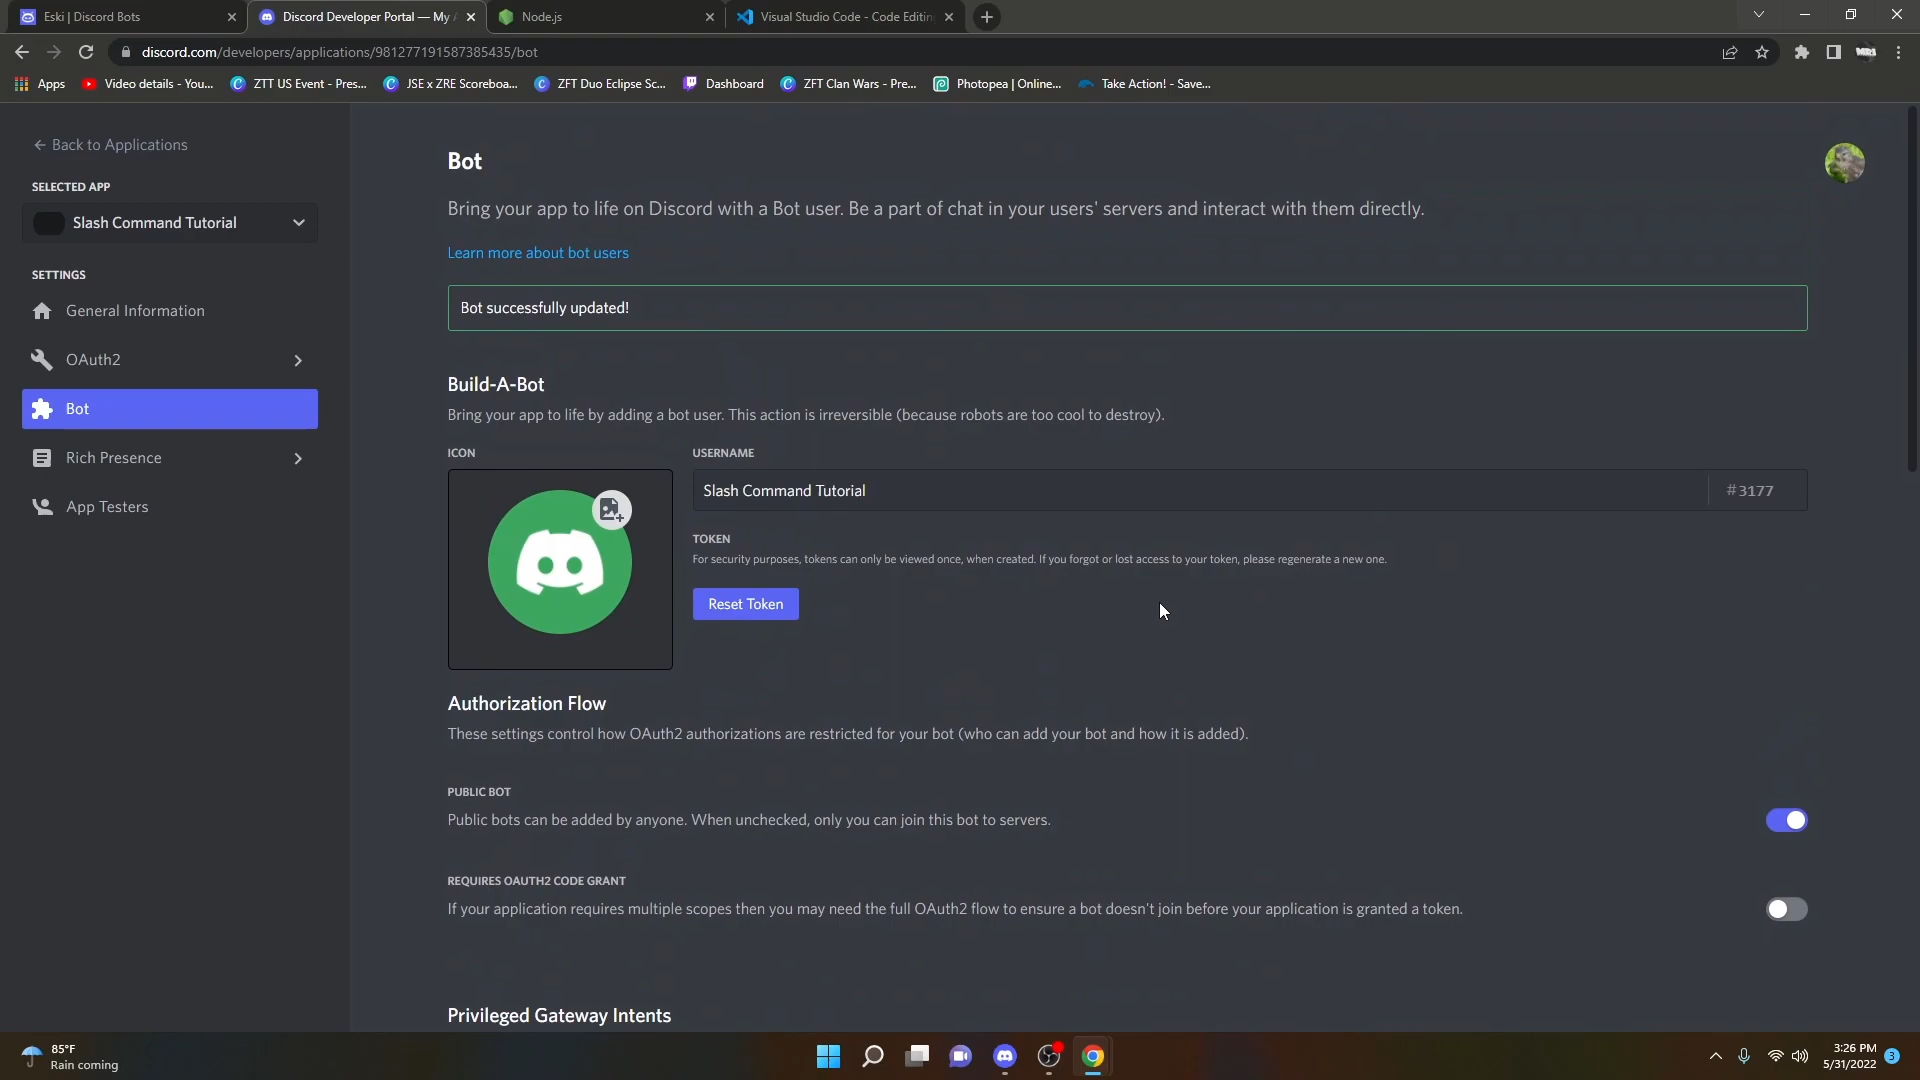 Eski | Discord Bots
Discord Developer Portal — My A
Node.js
Visual Studio Code - Code Editin
discord.com/developers/applications/981277191587385435/bot
Apps
Video details - You...
ZTT US Event - Pres...
JSE x ZRE Scoreboa...
ZFT Duo Eclipse Sc...
Dashboard
ZFT Clan Wars - Pre...
Photopea | Online...
Take Action! - Save...
← Back to Applications
SELECTED APP
Slash Command Tutorial
SETTINGS
General Information
OAuth2
Bot
Rich Presence
App Testers
Bot
Bring your app to life on Discord with a Bot user. Be a part of chat in your users' servers and interact with them directly.
Learn more about bot users
Bot successfully updated!
Build-A-Bot
Bring your app to life by adding a bot user. This action is irreversible (because robots are too cool to destroy).
ICON
USERNAME
Slash Command Tutorial
#3177
TOKEN
For security purposes, tokens can only be viewed once, when created. If you forgot or lost access to your token, please regenerate a new one.
Reset Token
Authorization Flow
These settings control how OAuth2 authorizations are restricted for your bot (who can add your bot and how it is added).
PUBLIC BOT
Public bots can be added by anyone. When unchecked, only you can join this bot to servers.
REQUIRES OAUTH2 CODE GRANT
If your application requires multiple scopes then you may need the full OAuth2 flow to ensure a bot doesn't join before your application is granted a token.
Privileged Gateway Intents
85°F
Rain coming
3:26 PM
5/31/2022
3